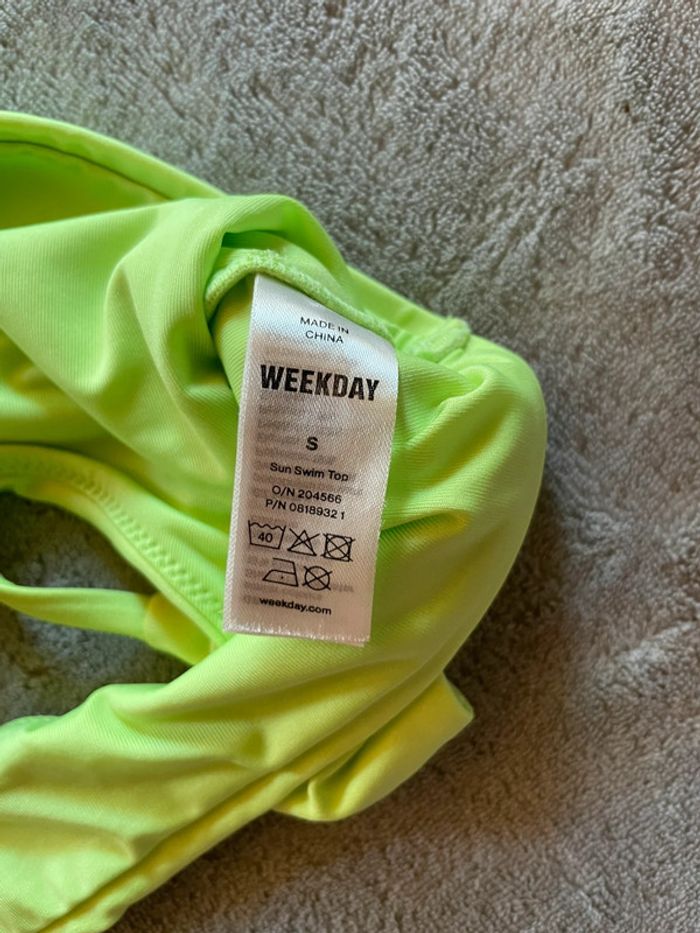 MADE IN
CHINA
WEEKDAY
S
Sun Swim Top
O/N 204566
P/N 0818932 1
40
weekday.com